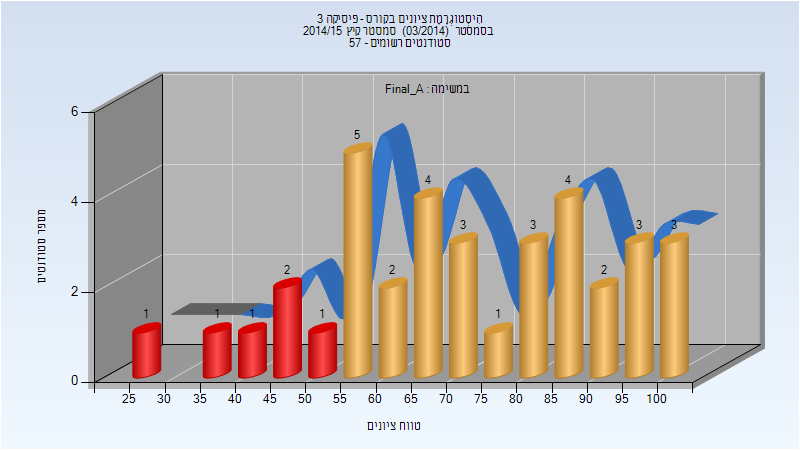 היסטוגרמת ציונים בקורס - פיסיקה 3
בסמסטר (03/2014) סמסטר קיץ 2014/15
סטודנטים רשומים - 57
במשימה : Final_A
מספר סטודנטים
6
4
2
0
1
1
1
2
1
5
2
4
3
1
3
4
2
3
3
25 30 35 40 45 50 55 60 65 70 75 80 85 90 95 100
טווח ציונים